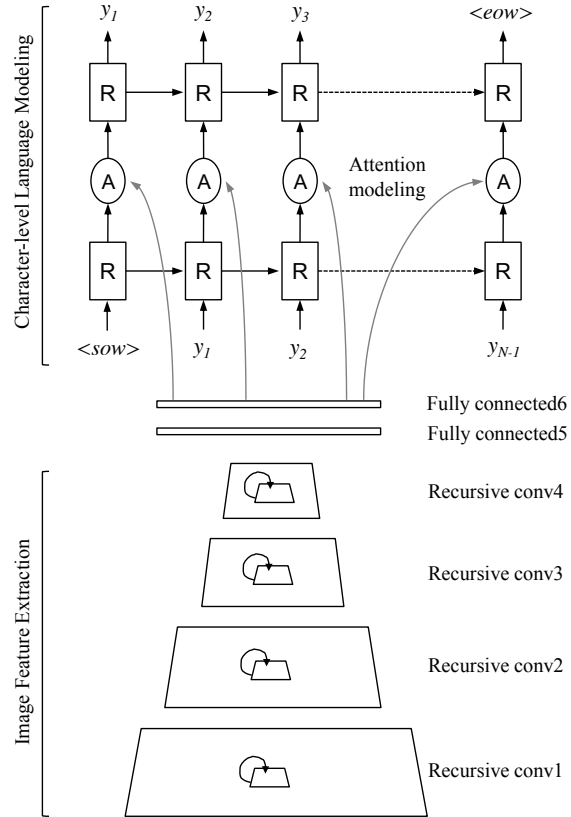 y1 y2 y3 <eow>
R R R R
Attention
modeling
A A A A
R R R R
<sow> y1 y2 yN-1
Character-level Language Modeling
Fully connected6
Fully connected5
Recursive conv4
Recursive conv3
Recursive conv2
Recursive conv1
Image Feature Extraction